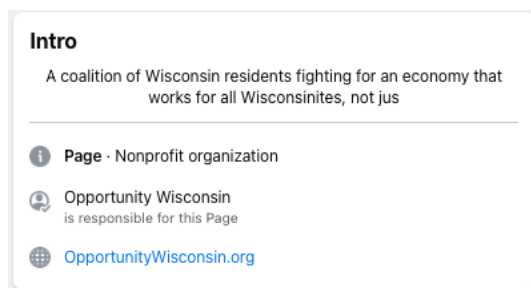 Intro
A coalition of Wisconsin residents fighting for an economy that
works for all Wisconsinites, not jus
Page · Nonprofit organization
Opportunity Wisconsin
is responsible for this Page
OpportunityWisconsin.org